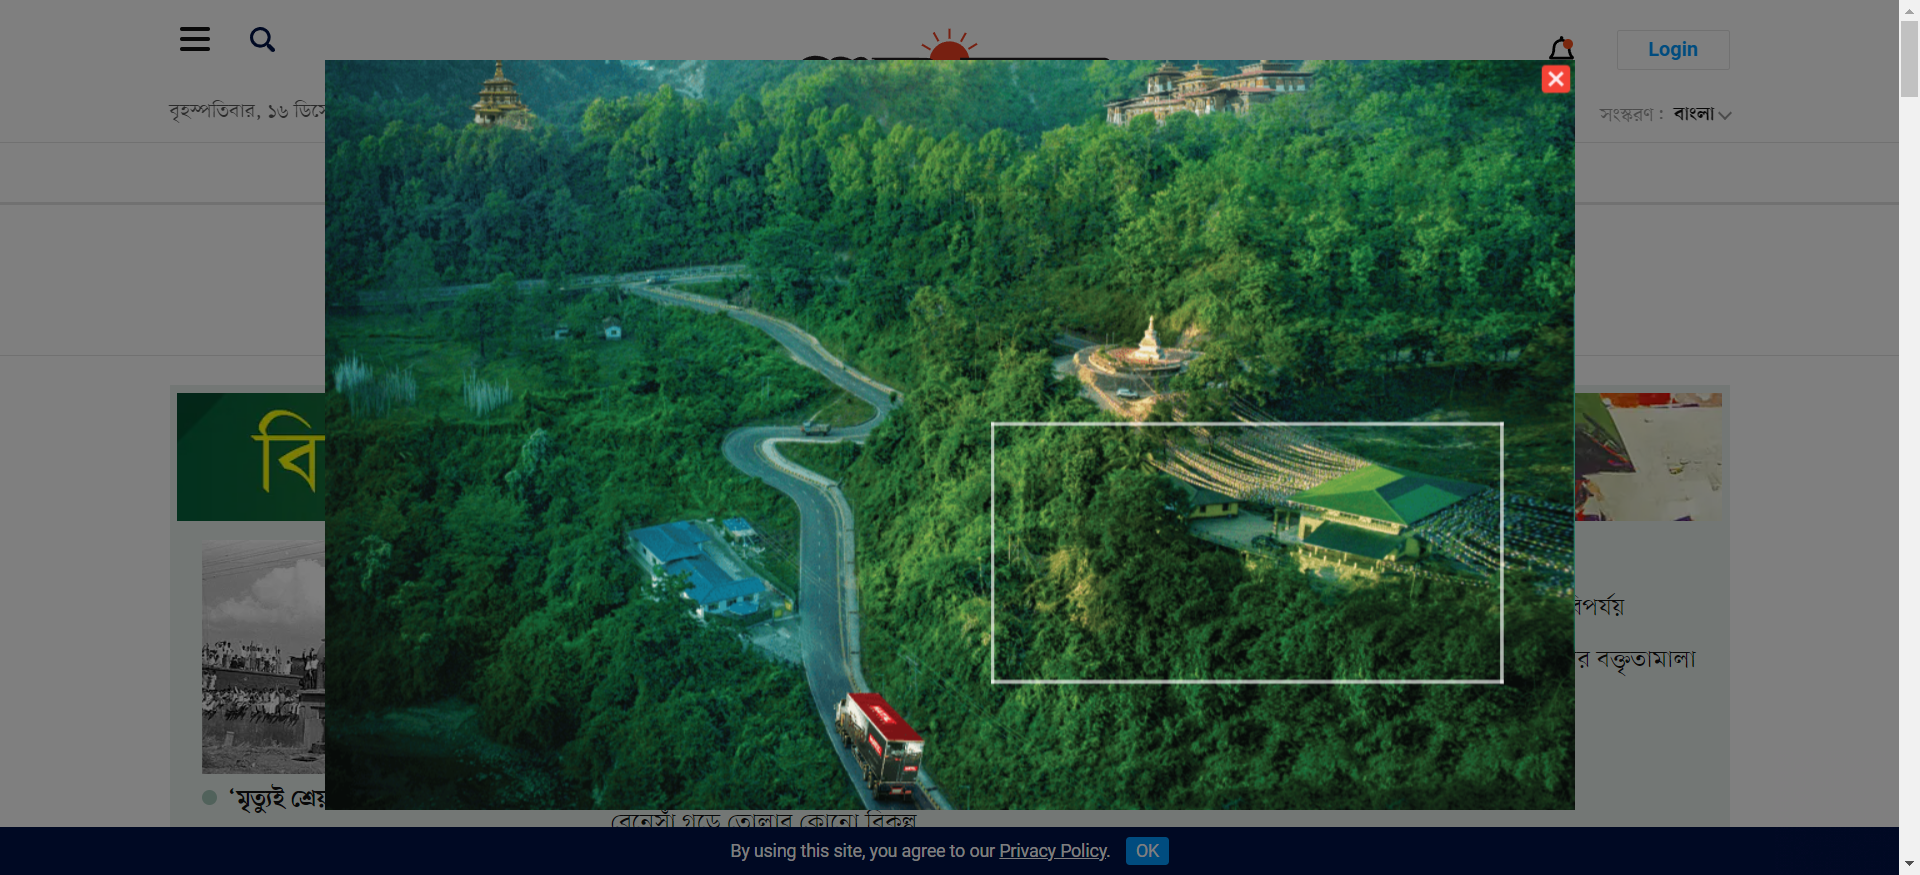 Login
বৃহস্পতিবার, ১৬ ডিসে
সংস্করণ : বাংলা
বি
বিপর্যয়
র বক্তৃতামালা
‘মৃত্যুই শ্রেয়
রেনেসাঁ গড়ে তোলার কোনো বিকল্প
By using this site, you agree to our Privacy Policy. OK